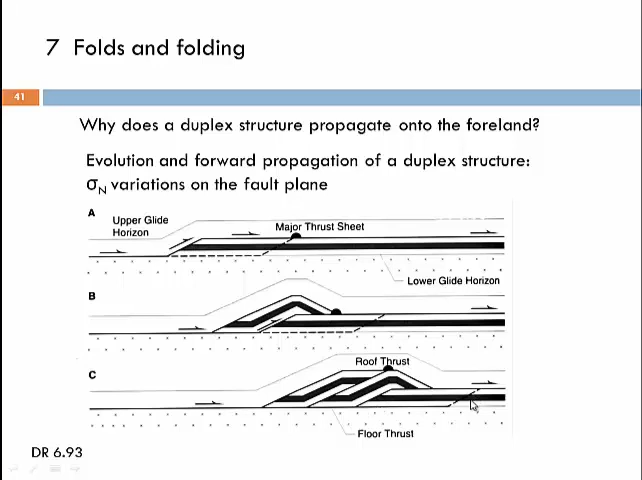 7 Folds and folding
41
Why does a duplex structure propagate onto the foreland?
Evolution and forward propagation of a duplex structure:
σN variations on the fault plane
A
Upper Glide
Horizon
Major Thrust Sheet
Lower Glide Horizon
B
C
Roof Thrust
Floor Thrust
DR 6.93